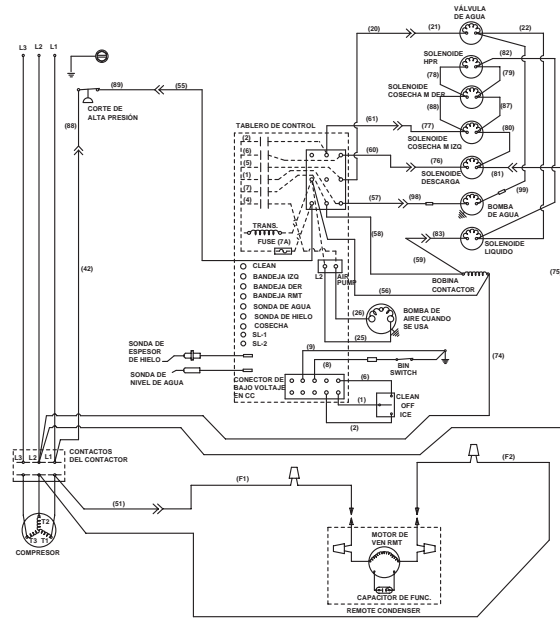 VÁLVULA
DE AGUA
(20)
(21)
(22)
L3 L2 L1
SOLENOIDE
HPR
(82)
(78)
(79)
SOLENOIDE
COSECHA M DER
(88)
(87)
(89)
(55)
CORTE DE
ALTA PRESIÓN
(88)
(61)
(77)
SOLENOIDE
COSECHA M IZQ
(80)
TABLERO DE CONTROL
(2)
(6)
(5)
(1)
(7)
(4)
(60)
(76)
SOLENOIDE
DESCARGA
(81)
(99)
(57)
(98)
BOMBA
DE AGUA
TRANS.
FUSE (7A)
(58)
(83)
SOLENOIDE
LIQUIDO
(59)
(42)
(75)
CLEAN
BANDEJA IZQ
BANDEJA DER
BANDEJA RMT
SONDA DE AGUA
SONDA DE HIELO
COSECHA
SL-1
SL-2
L2
AIR
PUMP
BOBINA
CONTACTOR
(56)
(26)
BOMBA DE
AIRE CUANDO
SE USA
(25)
(74)
SONDA DE
ESPESOR
DE HIELO
SONDA DE
NIVEL DE AGUA
(9)
(8)
BIN
SWITCH
CONECTOR DE
BAJO VOLTAJE
EN CC
(6)
(1)
(2)
CLEAN
OFF
ICE
L3 L2 L1
CONTACTOS
DEL CONTACTOR
(51)
(F1)
(F2)
T2
T3 T1
COMPRESOR
MOTOR DE
VEN RMT
CAPACITOR DE FUNC.
REMOTE CONDENSER